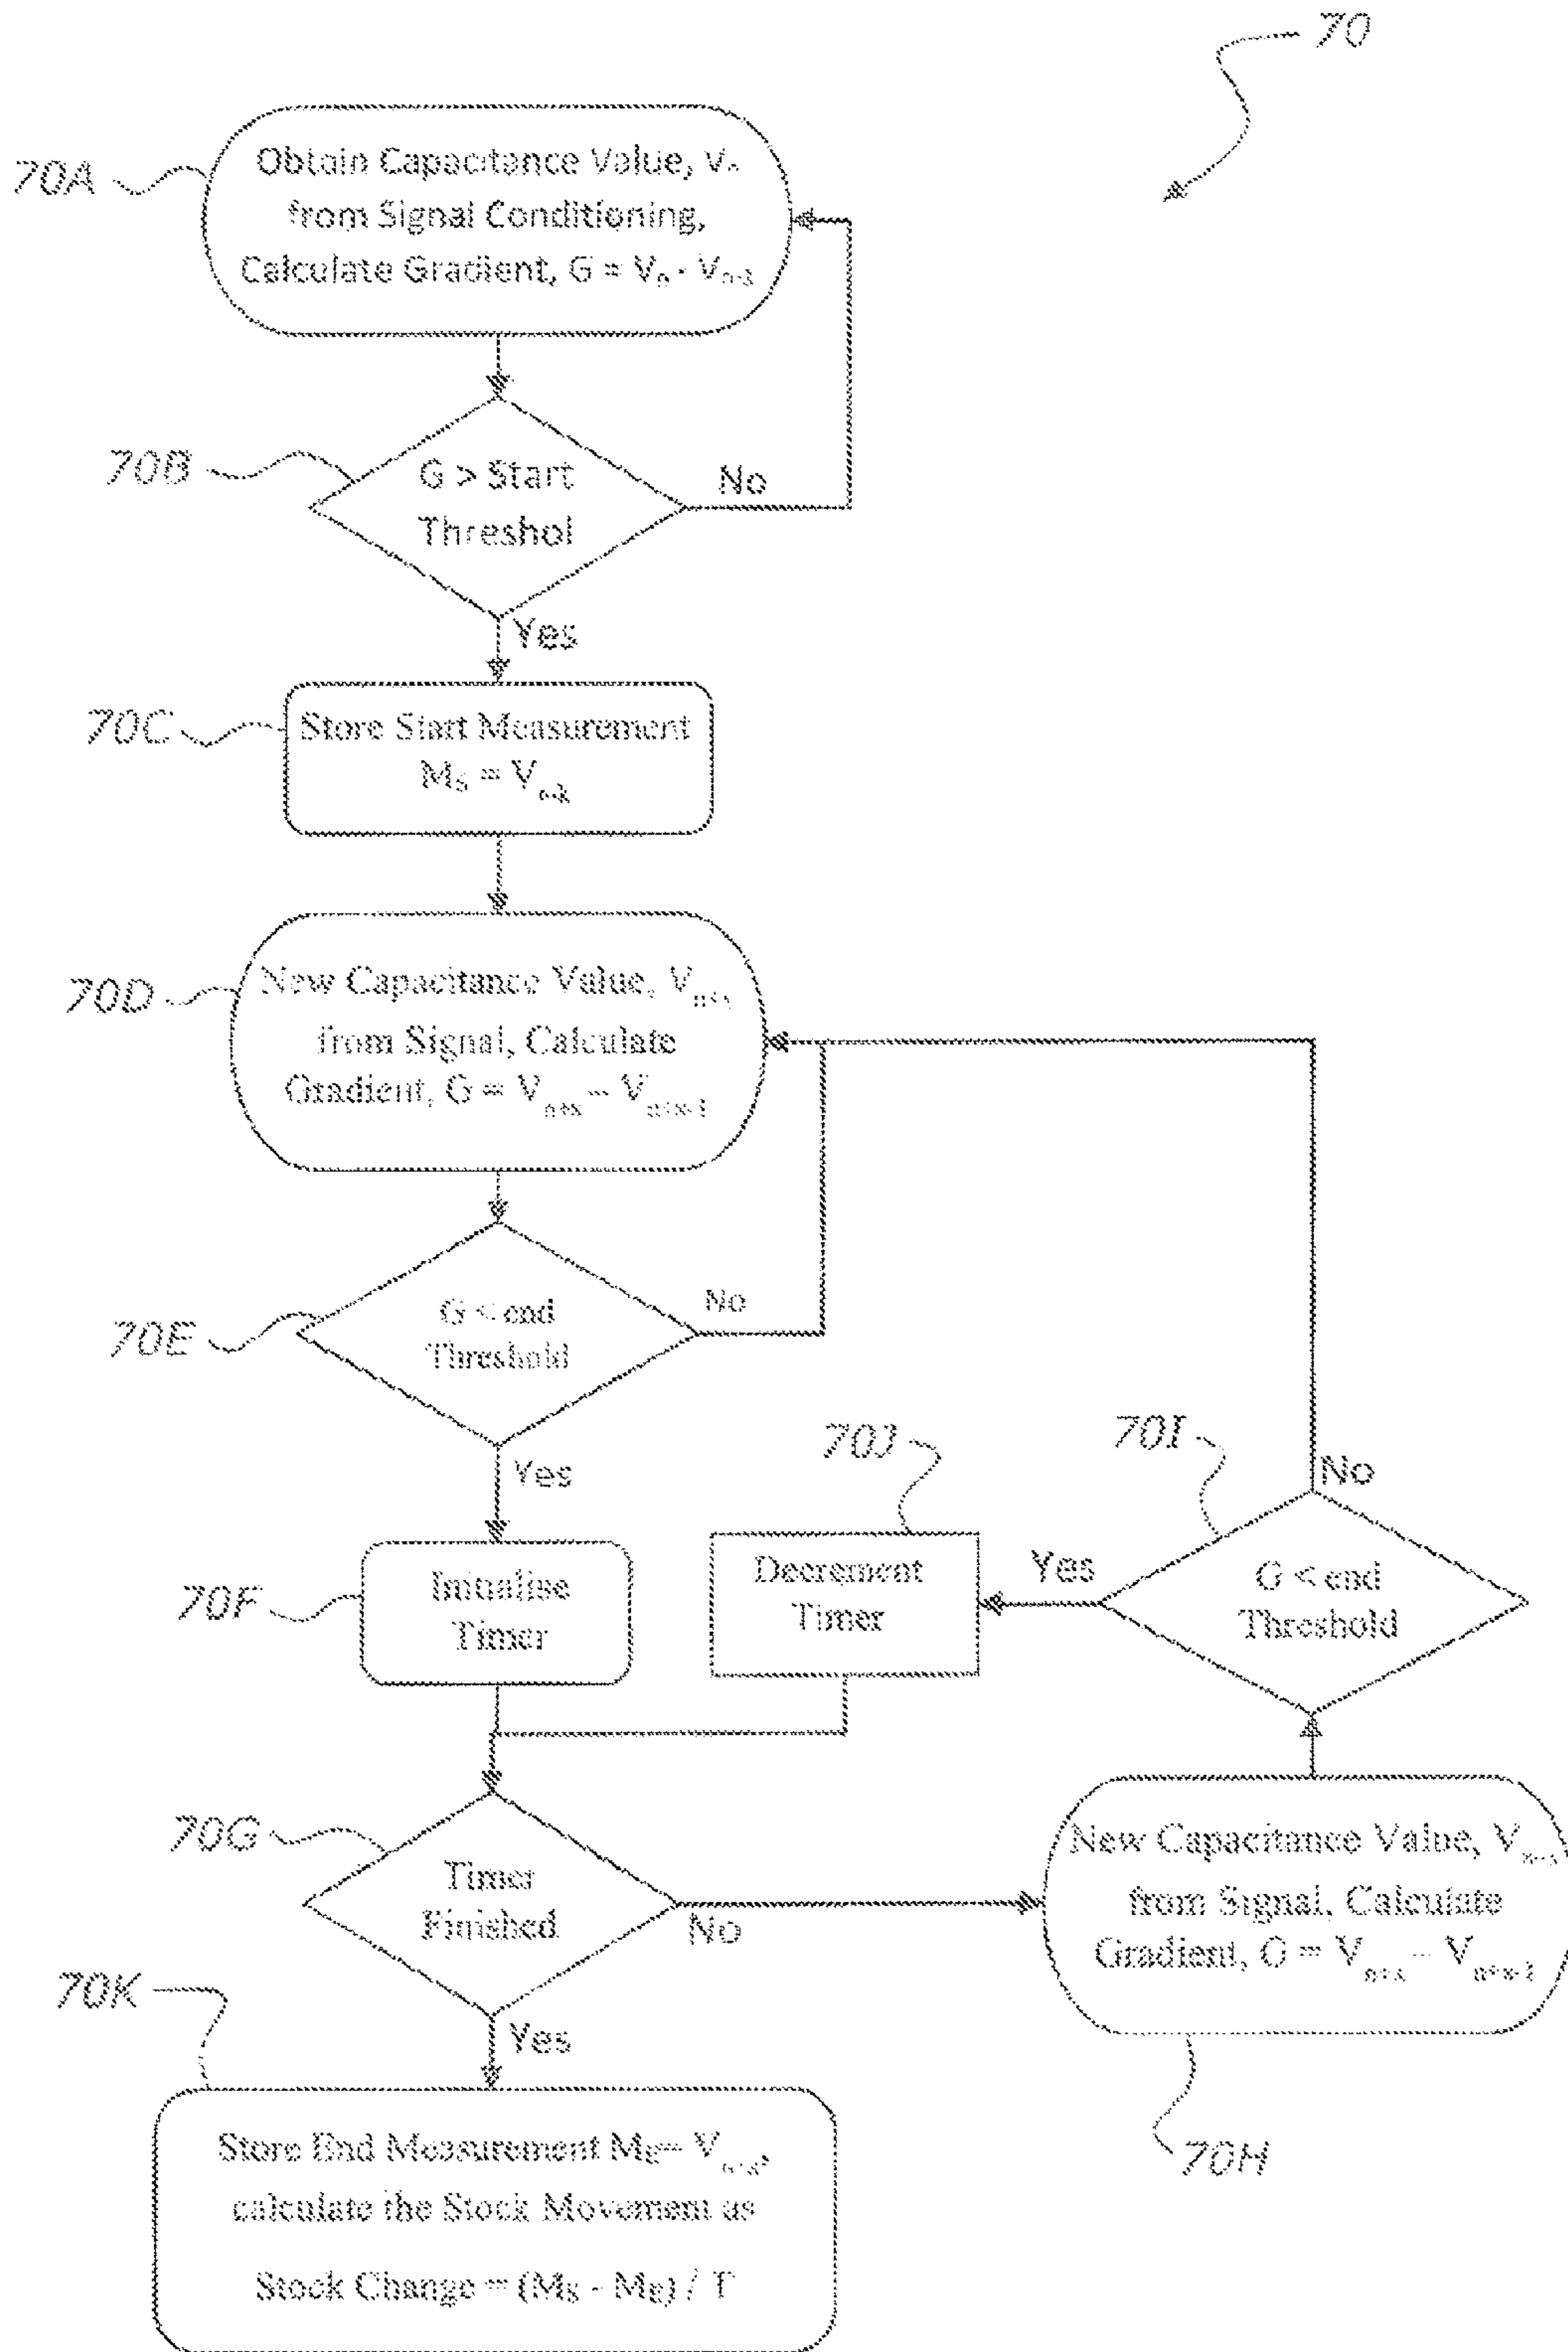 70
70A
Obtain Capacitance Value,
from Signal Conditioning,
Calculate Gradient, G = Vn -
70B
G > Start
Threshol
No
Yes
70C
Store Start Measurement
MS = Vn-k
70D
New Capacitance Value, Vn+x
from Signal, Calculate
Gradient, G = Vn+x – Vn+x-1
70E
G < end
Threshold
No
Yes
70F
Initialise
Timer
70J
Decrement
Timer
70I
G < end
Threshold
No
Yes
70G
Timer
Finished
No
Yes
New Capacitance Value,
from Signal, Calculate
Gradient, G = Vn+x – Vn+x-1
70H
70K
Store End Measurement ME=
calculate the Stock Movement as
Stock Change = (MS - ME) / T